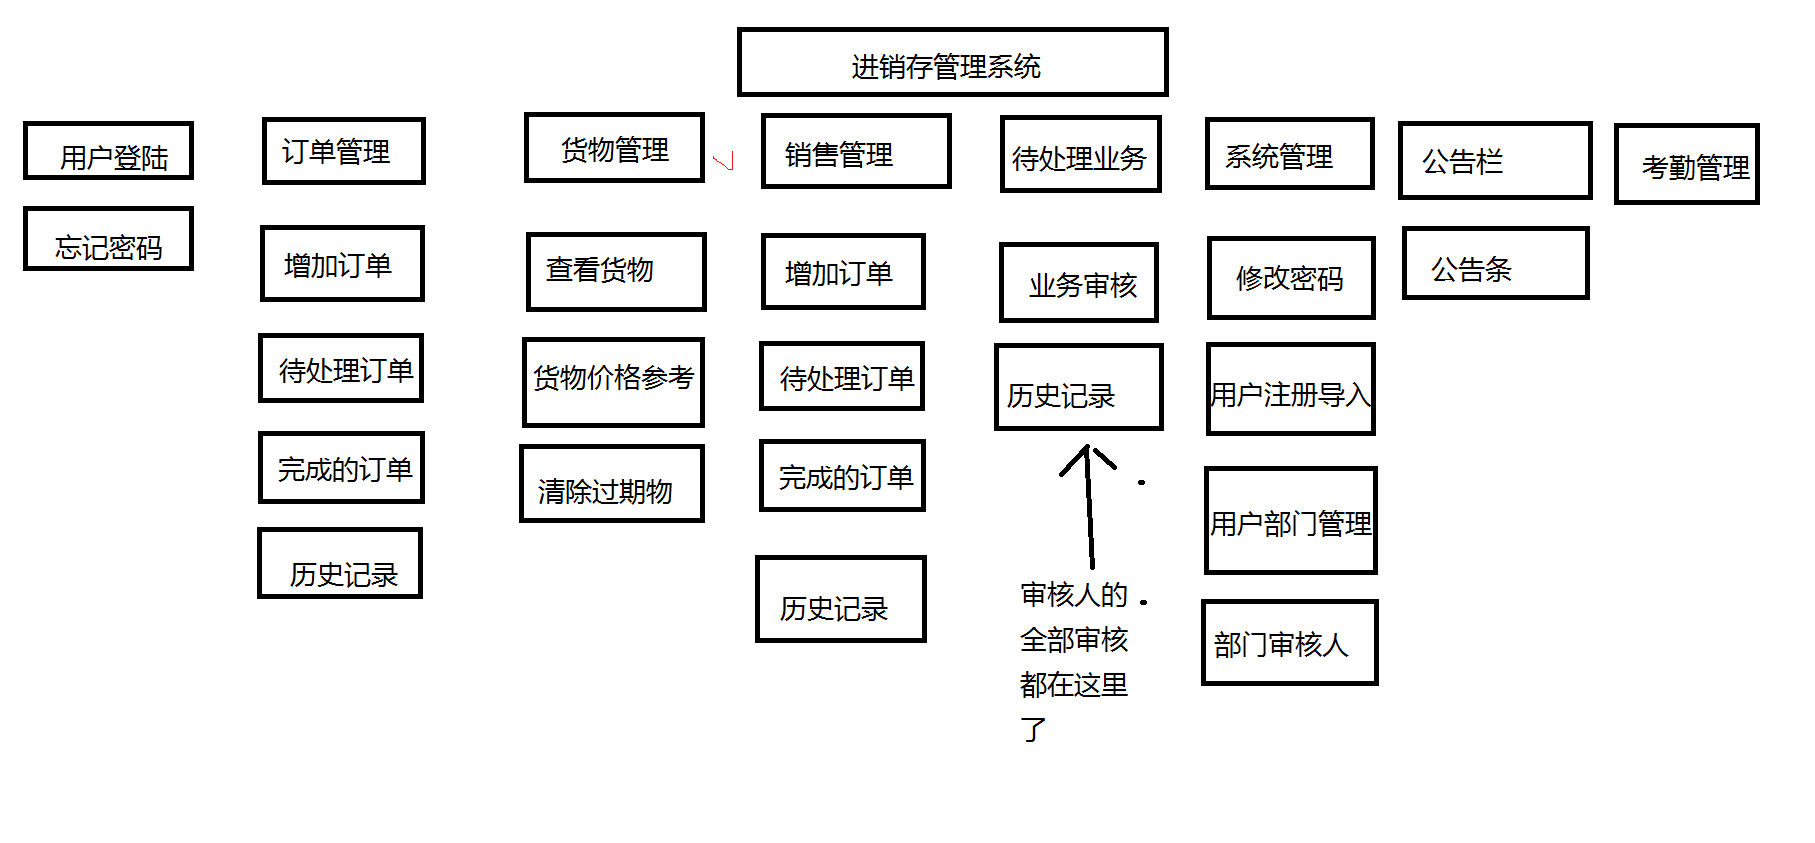 进销存管理系统
用户登陆
忘记密码
订单管理
增加订单
待处理订单
完成的订单
历史记录
货物管理
查看货物
货物价格参考
清除过期物
销售管理
增加订单
待处理订单
完成的订单
历史记录
待处理业务
业务审核
历史记录
审核人的
全部审核
都在这里
了
系统管理
修改密码
用户注册导入
用户部门管理
部门审核人
公告栏
公告条
考勤管理